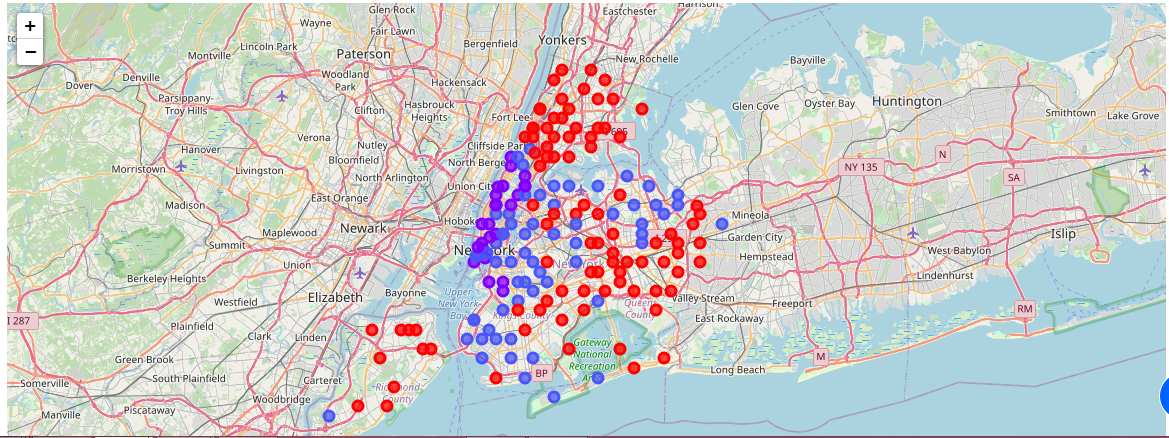 Glen Rock
Eastchester
Harrison
+
−
Wayne
Fair Lawn
Yonkers
Lincoln Park
Bergenfield
Montville
Paterson
New Rochelle
Bayville
Denville
Woodland
Park
Hackensack
Dover
Parsippany-
Troy Hills
Hasbrouck
Heights
Glen Cove
Oyster Bay
Huntington
Smithtown
Clifton
Fort Lee
Lake Grove
Verona
Nutley
Cliffside Park
695
Hanover
Bloomfield
N
Morristown
Livingston
North Bergen
NY 135
SA
North Arlington
Union City
Madison
East Orange
Mineola
Maplewood
Newark
Hoboken
Garden City
Islip
Summit
New York
Hempstead
West Babylon
Union
New York
Berkeley Heights
Lindenhurst
Elizabeth
Bayonne
Upper
New York
Bay
Valley Stream
Freeport
Westfield
Queens
County
RM
I 287
Kings County
East Rockaway
Plainfield
Clark
Linden
Gateway
National
Recreation
Area
M
Green Brook
Long Beach
BP
South Plainfield
Carteret
Somerville
Richmond
County
Woodbridge
Manville
Piscataway